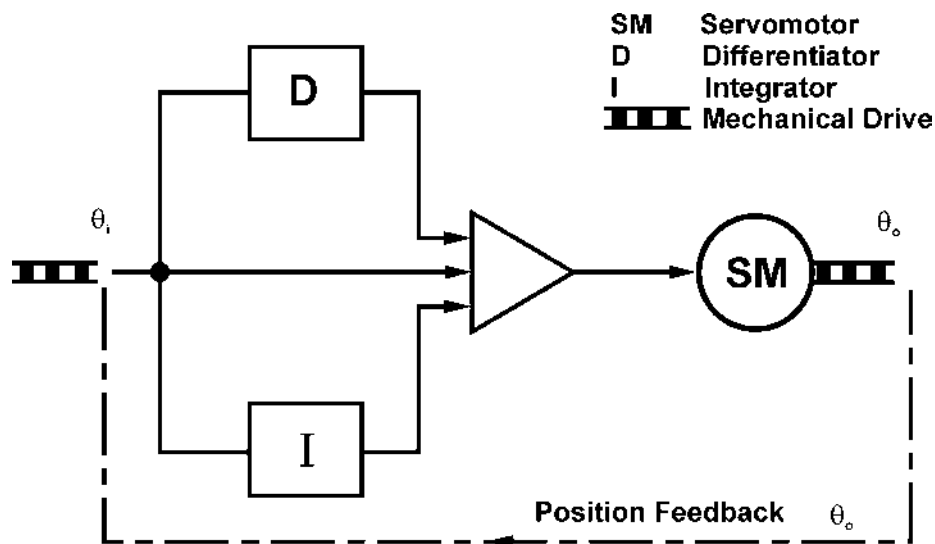 SM Servomotor
D Differentiator
I Integrator
Mechanical Drive
D
θi
θo
SM
I
Position Feedback θo